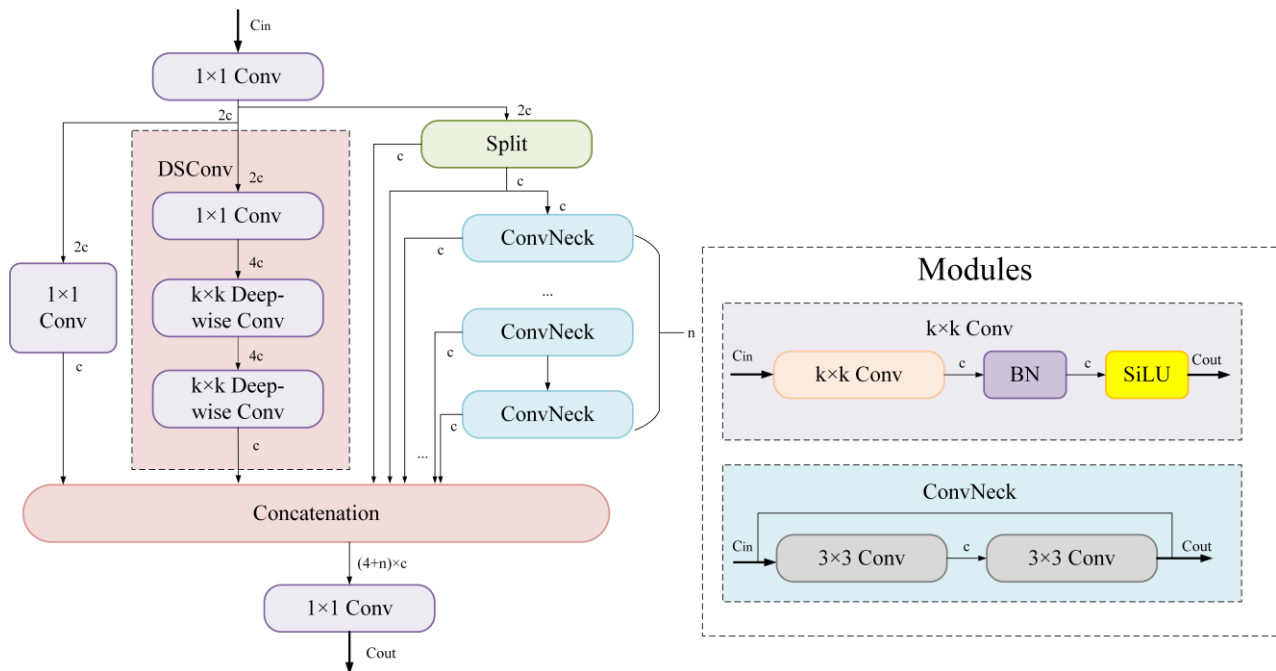 Cin
1×1 Conv
2c
2c
Split
c
DSConv
2c
c
1×1 Conv
c
ConvNeck
c
2c
4c
1×1
Conv
k×k Deep-
wise Conv
...
ConvNeck
c
n
4c
c
k×k Deep-
wise Conv
ConvNeck
c
c
...
Concatenation
(4+n)×c
1×1 Conv
Cout
Modules
k×k Conv
Cin
k×k Conv
c
BN
c
SiLU
Cout
ConvNeck
Cin
3×3 Conv
c
3×3 Conv
Cout